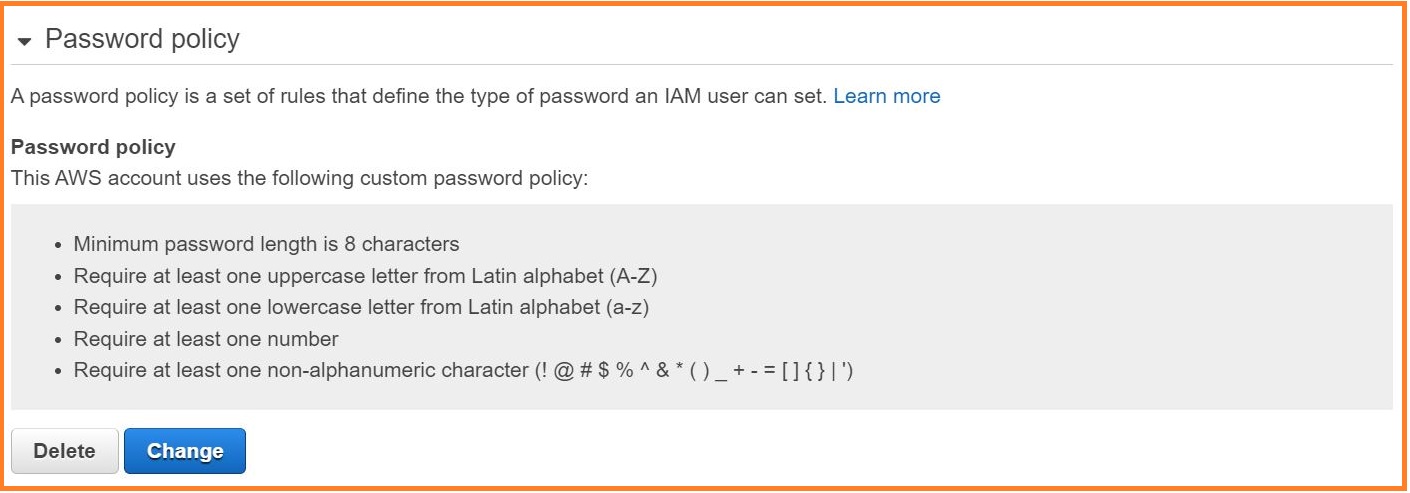 Password policy
A password policy is a set of rules that define the type of password an IAM user can set. Learn more
Password policy
This AWS account uses the following custom password policy:
• Minimum password length is 8 characters
• Require at least one uppercase letter from Latin alphabet (A-Z)
• Require at least one lowercase letter from Latin alphabet (a-z)
• Require at least one number
• Require at least one non-alphanumeric character (! @ # $ % ^ & * ( ) _ + - = [ ] { } | ')
Delete Change